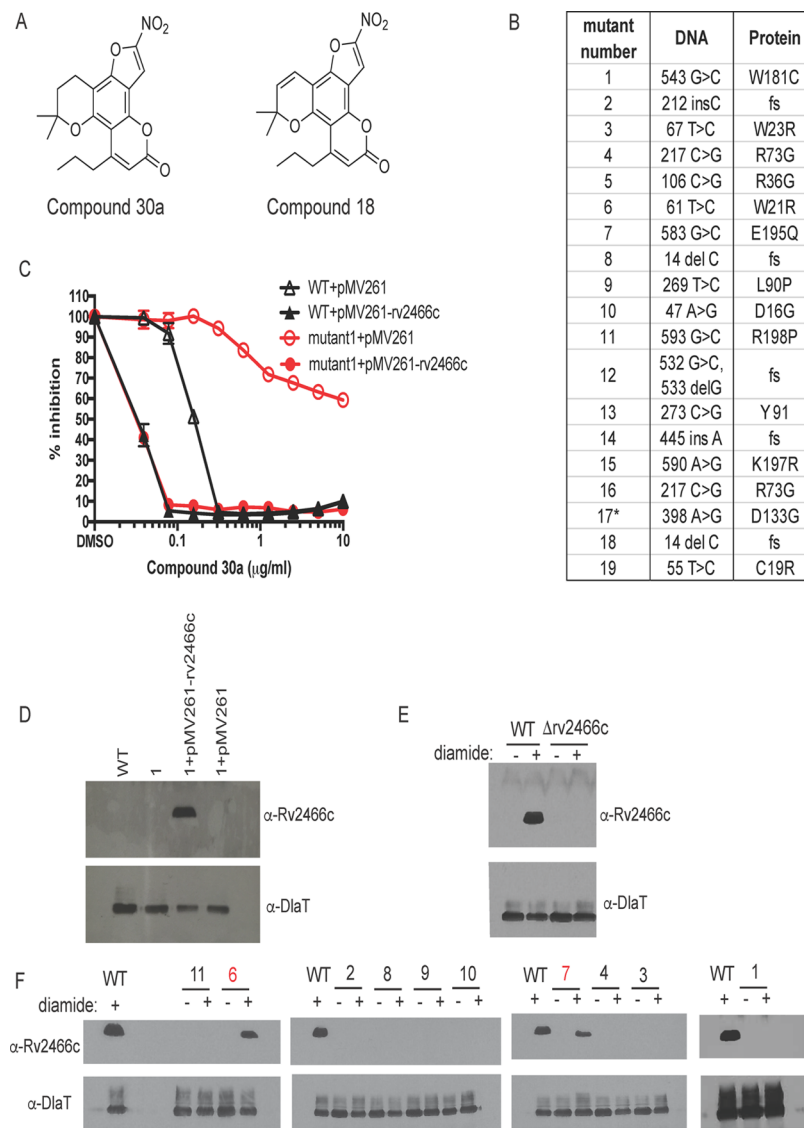 A
NO₂
NO₂
O
O
O
O
O
O
O
O
Compound 30a
Compound 18
B
mutant number DNA Protein
1 543 G>C W181C
2 212 insC fs
3 67 T>C W23R
4 217 C>G R73G
5 106 C>G R36G
6 61 T>C W21R
7 583 G>C E195Q
8 14 del C fs
9 269 T>C L90P
10 47 A>G D16G
11 593 G>C R198P
12 532 G>C, 533 delG fs
13 273 C>G Y91
14 445 ins A fs
15 590 A>G K197R
16 217 C>G R73G
17* 398 A>G D133G
18 14 del C fs
19 55 T>C C19R
C
WT+pMV261
WT+pMV261-rv2466c
mutant1+pMV261
mutant1+pMV261-rv2466c
% inhibition
110
100
90
80
70
60
50
40
30
20
10
0
DMSO 0.1 1 10
Compound 30a (µg/ml)
D
WT 1 1+pMV261-rv2466c 1+pMV261
α-Rv2466c
α-DlaT
E
WT Δrv2466c
diamide: - + - +
α-Rv2466c
α-DlaT
F
WT 11 6 WT 2 8 9 10 WT 7 4 3 WT 1
diamide: + - + - + + - + - + - + - + + - + - + - + + - +
α-Rv2466c
α-DlaT